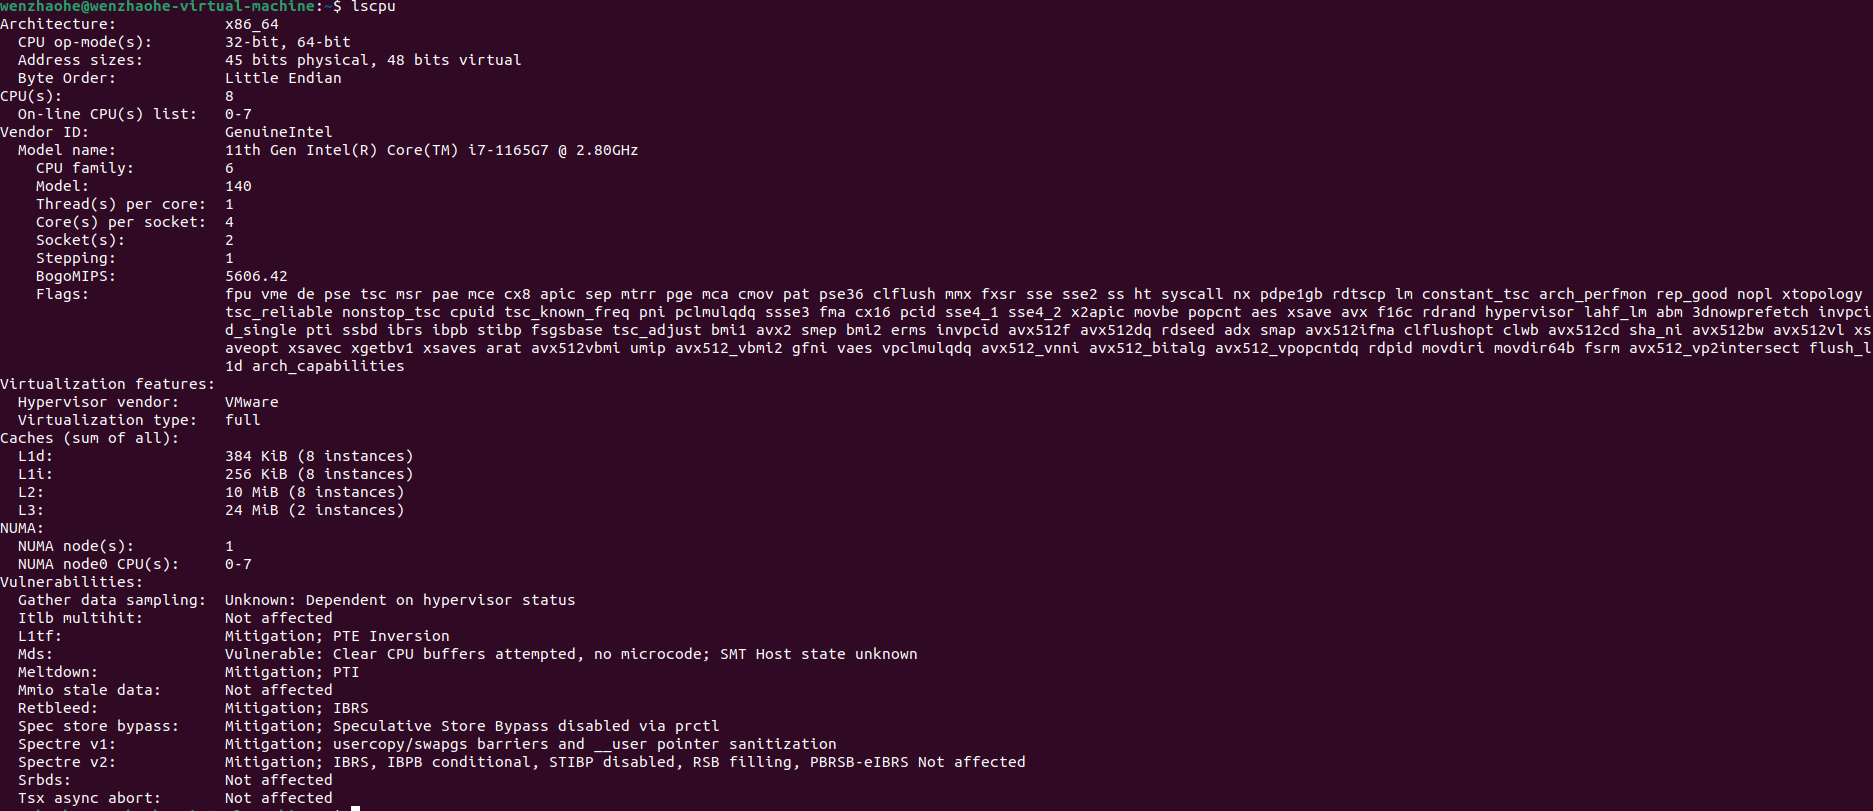 wenzhaohe@wenzhaohe-virtual-machine:~$ lscpu
Architecture:            x86_64
  CPU op-mode(s):        32-bit, 64-bit
  Address sizes:         45 bits physical, 48 bits virtual
  Byte Order:            Little Endian
CPU(s):                  8
  On-line CPU(s) list:   0-7
Vendor ID:               GenuineIntel
  Model name:            11th Gen Intel(R) Core(TM) i7-1165G7 @ 2.80GHz
    CPU family:          6
    Model:               140
    Thread(s) per core:  1
    Core(s) per socket:  4
    Socket(s):           2
    Stepping:            1
    BogoMIPS:            5606.42
    Flags:               fpu vme de pse tsc msr pae mce cx8 apic sep mtrr pge mca cmov pat pse36 clflush mmx fxsr sse sse2 ss ht syscall nx pdpe1gb rdtscp lm constant_tsc arch_perfmon rep_good nopl xtopology
                         tsc_reliable nonstop_tsc cpuid tsc_known_freq pni pclmulqdq ssse3 fma cx16 pcid sse4_1 sse4_2 x2apic movbe popcnt aes xsave avx f16c rdrand hypervisor lahf_lm abm 3dnowprefetch invpci
                         d_single pti ssbd ibrs ibpb stibp fsgsbase tsc_adjust bmi1 avx2 smep bmi2 erms invpcid avx512f avx512dq rdseed adx smap avx512ifma clflushopt clwb avx512cd sha_ni avx512bw avx512vl xs
                         aveopt xsavec xgetbv1 xsaves arat avx512vbmi umip avx512_vbmi2 gfni vaes vpclmulqdq avx512_vnni avx512_bitalg avx512_vpopcntdq rdpid movdiri movdir64b fsrm avx512_vp2intersect flush_l
                         1d arch_capabilities
Virtualization features:
  Hypervisor vendor:     VMware
  Virtualization type:   full
Caches (sum of all):
  L1d:                   384 KiB (8 instances)
  L1i:                   256 KiB (8 instances)
  L2:                    10 MiB (8 instances)
  L3:                    24 MiB (2 instances)
NUMA:
  NUMA node(s):          1
  NUMA node0 CPU(s):     0-7
Vulnerabilities:
  Gather data sampling:  Unknown: Dependent on hypervisor status
  Itlb multihit:         Not affected
  L1tf:                  Mitigation; PTE Inversion
  Mds:                   Vulnerable: Clear CPU buffers attempted, no microcode; SMT Host state unknown
  Meltdown:              Mitigation; PTI
  Mmio stale data:       Not affected
  Retbleed:              Mitigation; IBRS
  Spec store bypass:     Mitigation; Speculative Store Bypass disabled via prctl
  Spectre v1:            Mitigation; usercopy/swapgs barriers and __user pointer sanitization
  Spectre v2:            Mitigation; IBRS, IBPB conditional, STIBP disabled, RSB filling, PBRSB-eIBRS Not affected
  Srbds:                 Not affected
  Tsx async abort:       Not affected